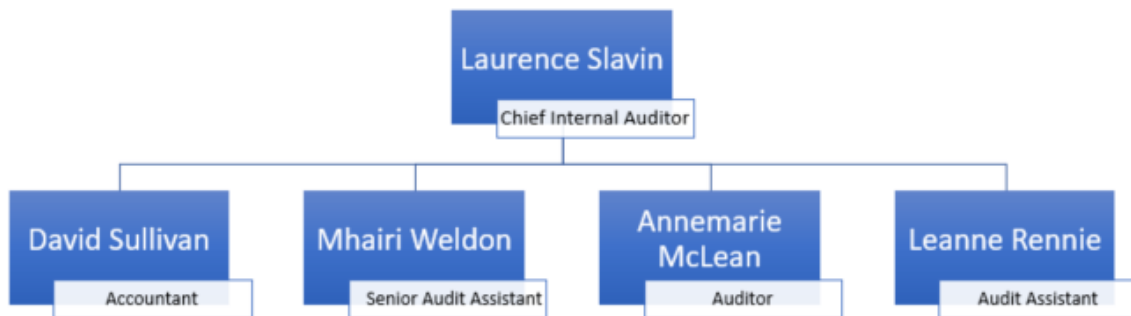 Laurence Slavin
Chief Internal Auditor
David Sullivan
Accountant
Mhairi Weldon
Senior Audit Assistant
Annemarie
McLean
Auditor
Leanne Rennie
Audit Assistant